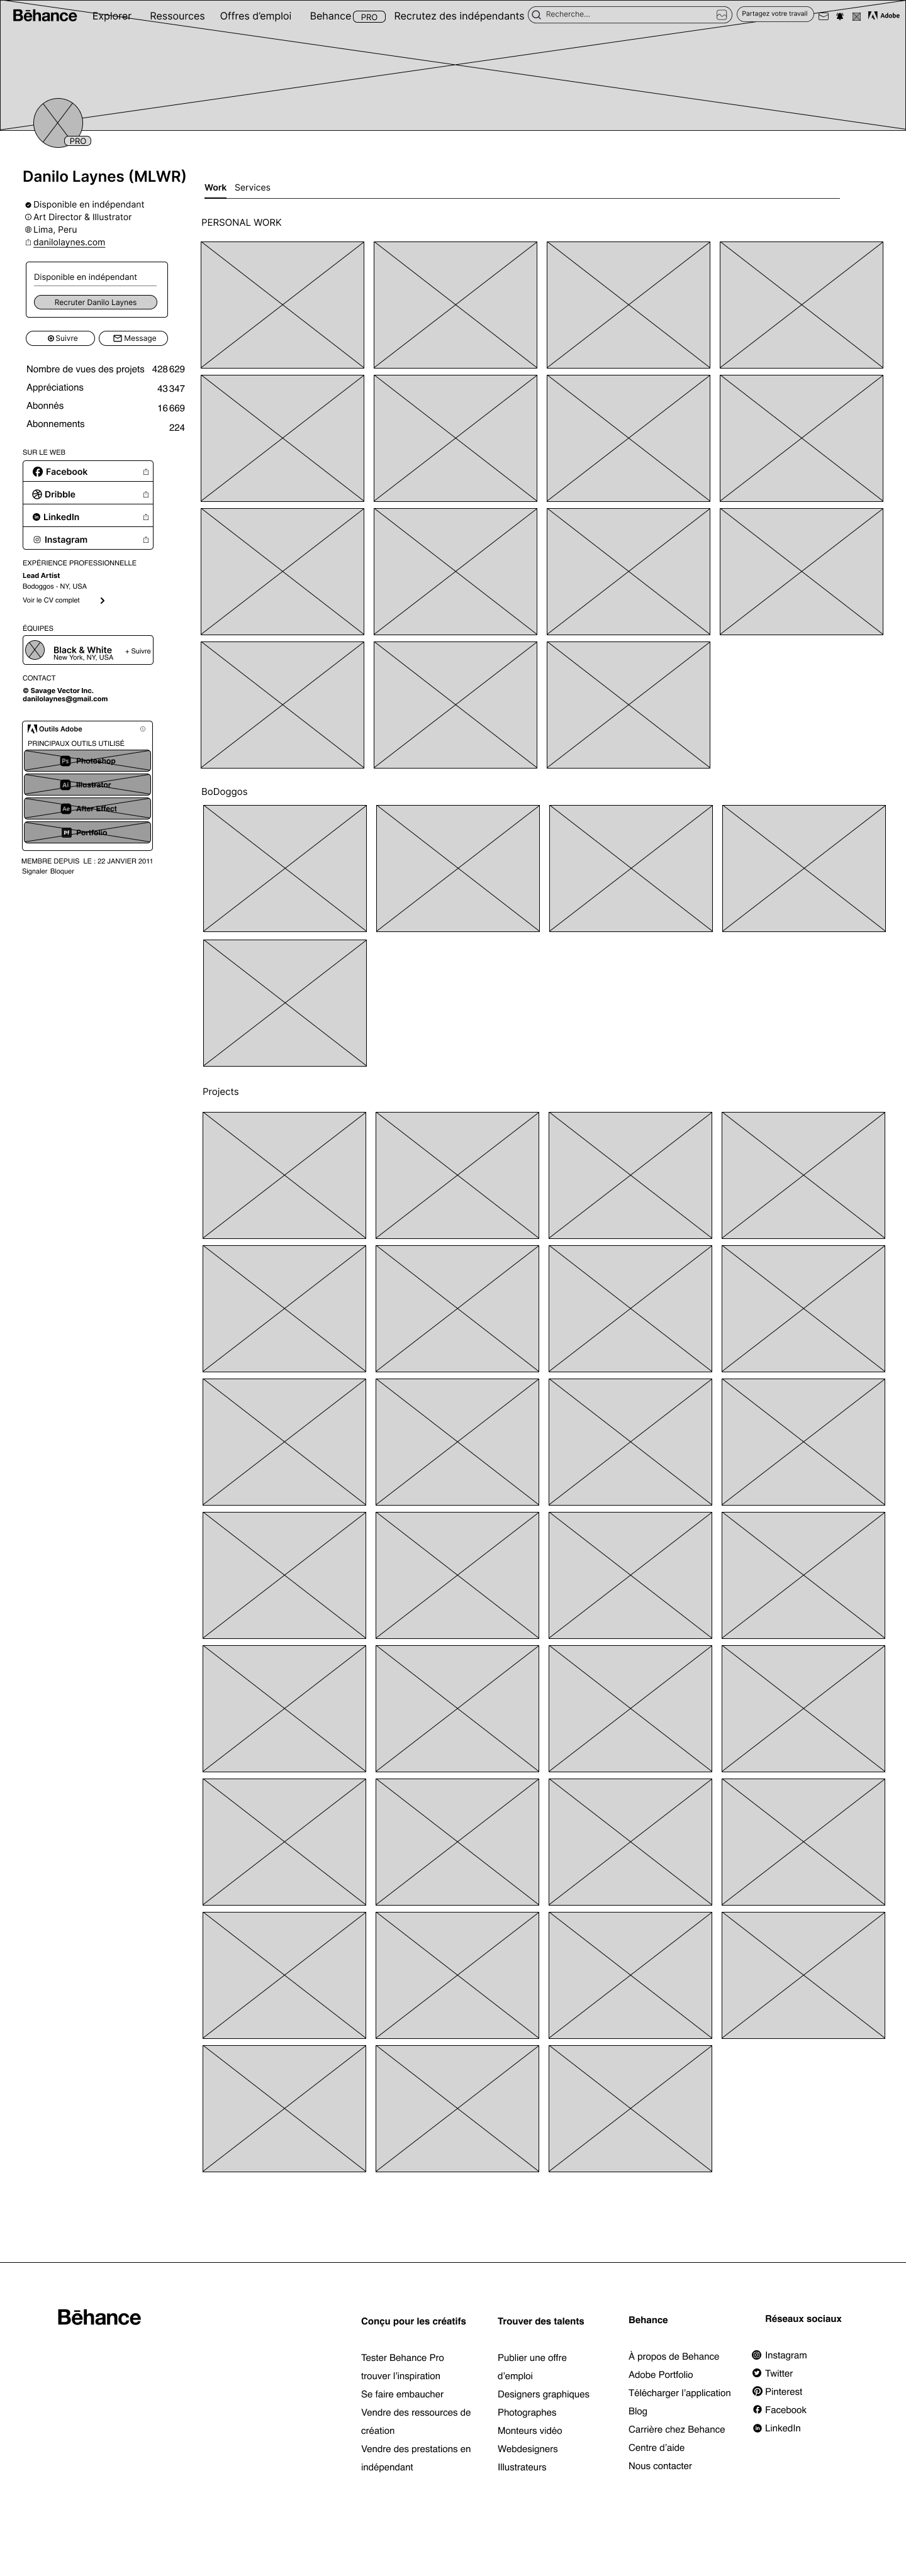 Bēhance Explorer Ressources Offres d'emploi Behance PRO Recrutez des indépendants Recherche... Partagez votre travail Adobe
PRO
Danilo Laynes (MLWR)
Disponible en indépendant
Art Director & Illustrator
Lima, Peru
danilolaynes.com
Disponible en indépendant
Recruter Danilo Laynes
Suivre Message
Nombre de vues des projets 428 629
Appréciations 43 347
Abonnés 16 669
Abonnements 224
SUR LE WEB
Facebook
Dribble
LinkedIn
Instagram
EXPÉRIENCE PROFESSIONNELLE
Lead Artist
Bodoggos - NY, USA
Voir le CV complet
ÉQUIPES
Black & White
New York, NY, USA
+ Suivre
CONTACT
© Savage Vector Inc.
danilolaynes@gmail.com
Outils Adobe
PRINCIPAUX OUTILS UTILISÉ
Ps Photoshop
Ai Illustrator
Ae After Effect
Pf Portfolio
MEMBRE DEPUIS LE : 22 JANVIER 2011
Signaler Bloquer
Work Services
PERSONAL WORK
BoDoggos
Projects
Bēhance
Conçu pour les créatifs
Tester Behance Pro
trouver l'inspiration
Se faire embaucher
Vendre des ressources de
création
Vendre des prestations en
indépendant
Trouver des talents
Publier une offre
d'emploi
Designers graphiques
Photographes
Monteurs vidéo
Webdesigners
Illustrateurs
Behance
À propos de Behance
Adobe Portfolio
Télécharger l'application
Blog
Carrière chez Behance
Centre d'aide
Nous contacter
Réseaux sociaux
Instagram
Twitter
Pinterest
Facebook
LinkedIn